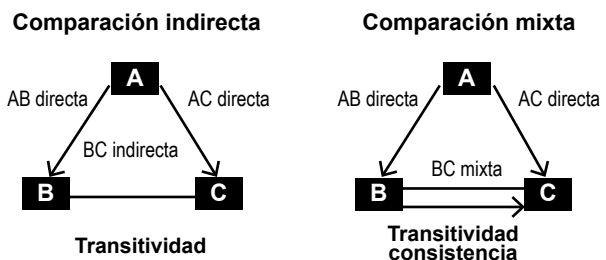 Comparación indirecta
A
AB directa
AC directa
BC indirecta
B
C
Transitividad
Comparación mixta
A
AB directa
AC directa
BC mixta
B
C
Transitividad
consistencia